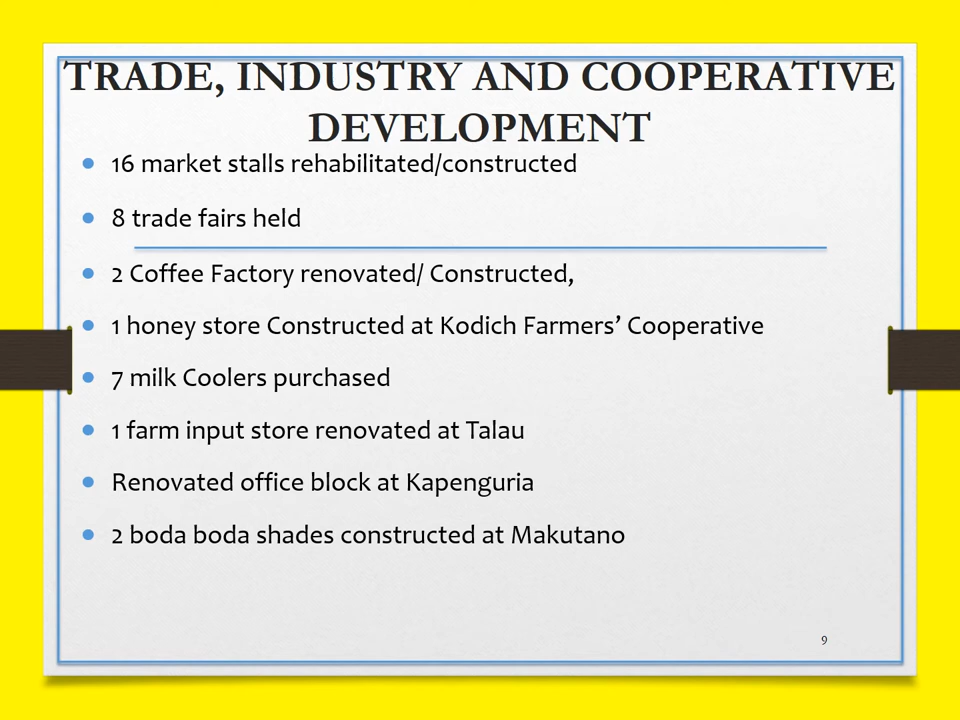 TRADE, INDUSTRY AND COOPERATIVE
DEVELOPMENT
• 16 market stalls rehabilitated/constructed
• 8 trade fairs held
• 2 Coffee Factory renovated/ Constructed,
• 1 honey store Constructed at Kodich Farmers’ Cooperative
• 7 milk Coolers purchased
• 1 farm input store renovated at Talau
• Renovated office block at Kapenguria
• 2 boda boda shades constructed at Makutano
9